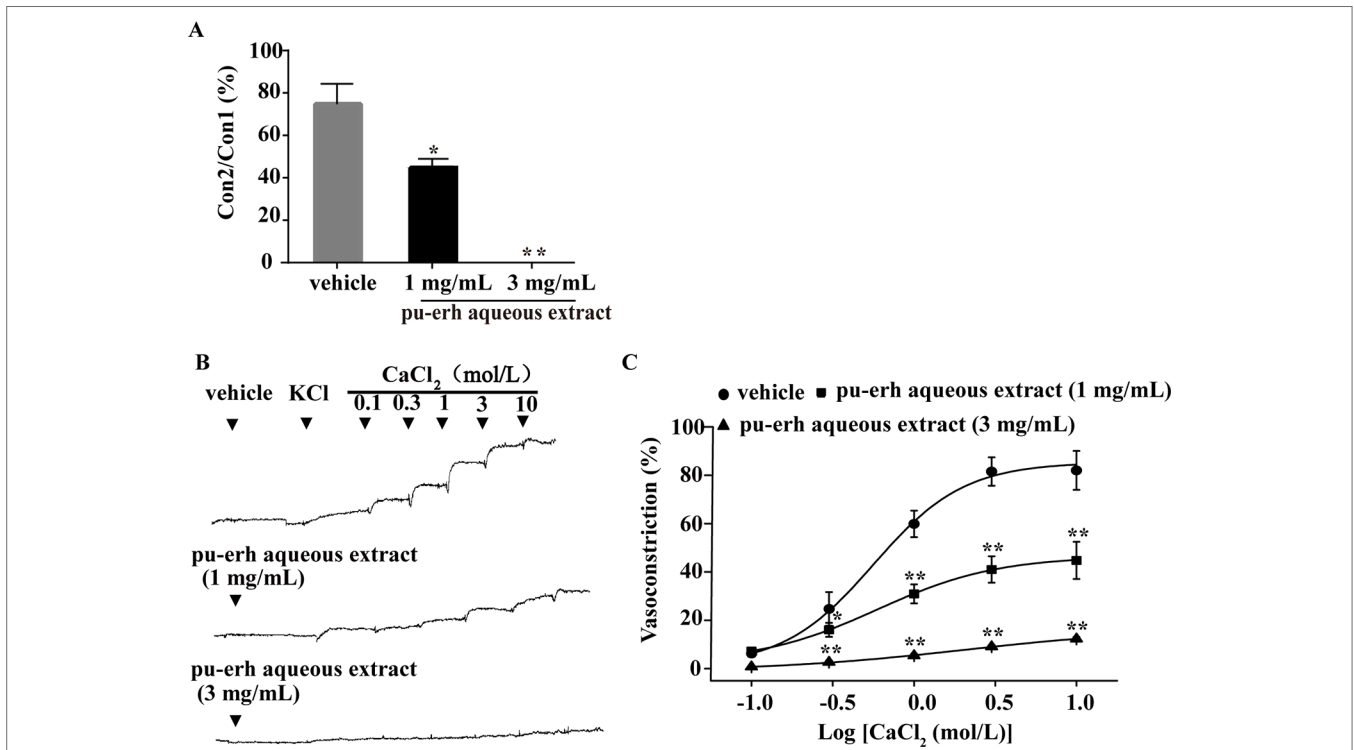 A
100
80
60
40
20
0
Con2/Con1 (%)
*
**
vehicle 1 mg/mL 3 mg/mL
pu-erh aqueous extract
B
vehicle KCl CaCl2 (mol/L)
0.1 0.3 1 3 10
pu-erh aqueous extract
(1 mg/mL)
pu-erh aqueous extract
(3 mg/mL)
C
vehicle pu-erh aqueous extract (1 mg/mL)
pu-erh aqueous extract (3 mg/mL)
100
80
60
40
20
0
Vasoconstriction (%)
* ** ** **
** ** ** **
-1.0 -0.5 0.0 0.5 1.0
Log [CaCl2 (mol/L)]